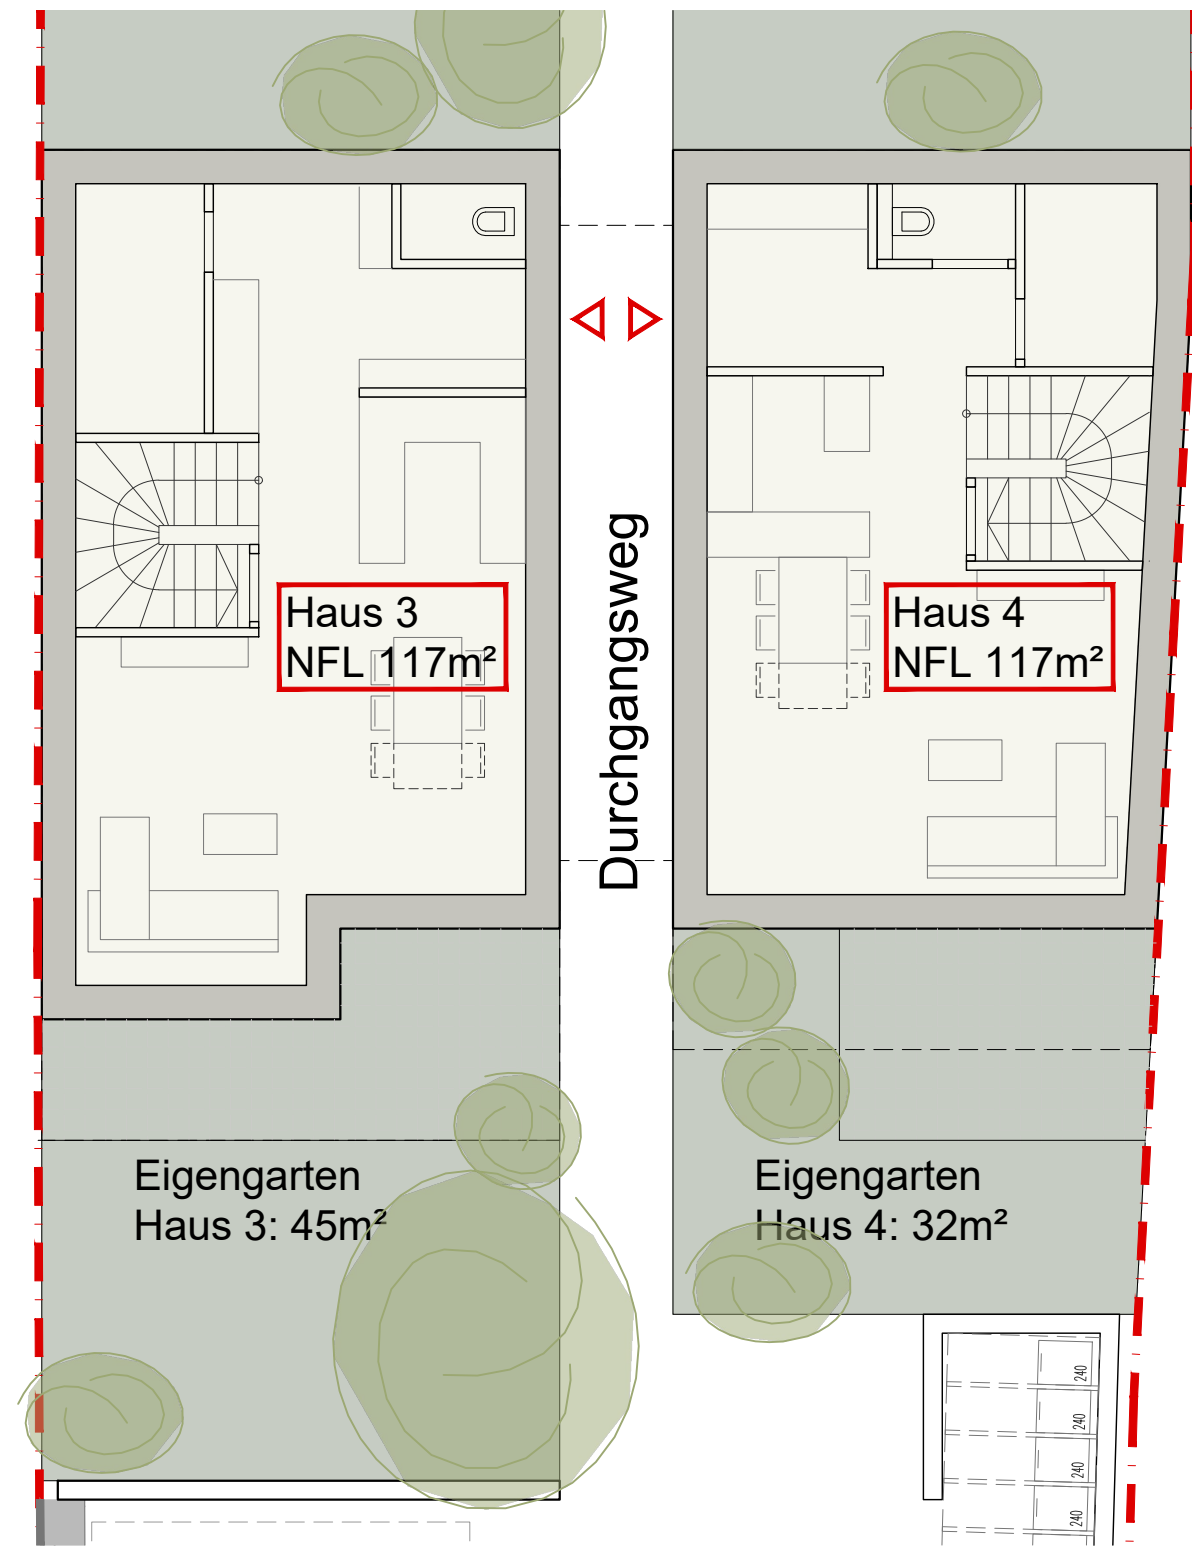 Haus 3
NFL 117m²
Haus 4
NFL 117m²
Durchgangsweg
Eigengarten
Haus 3: 45m²
Eigengarten
Haus 4: 32m²
240
240
240
240